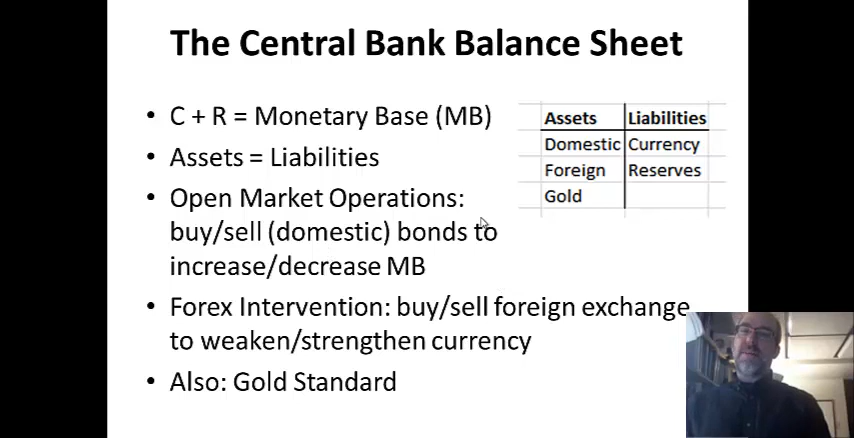 The Central Bank Balance Sheet
• C + R = Monetary Base (MB)
• Assets = Liabilities
• Open Market Operations:
buy/sell (domestic) bonds to
increase/decrease MB
• Forex Intervention: buy/sell foreign exchange
to weaken/strengthen currency
• Also: Gold Standard
Assets Liabilities
Domestic Currency
Foreign Reserves
Gold